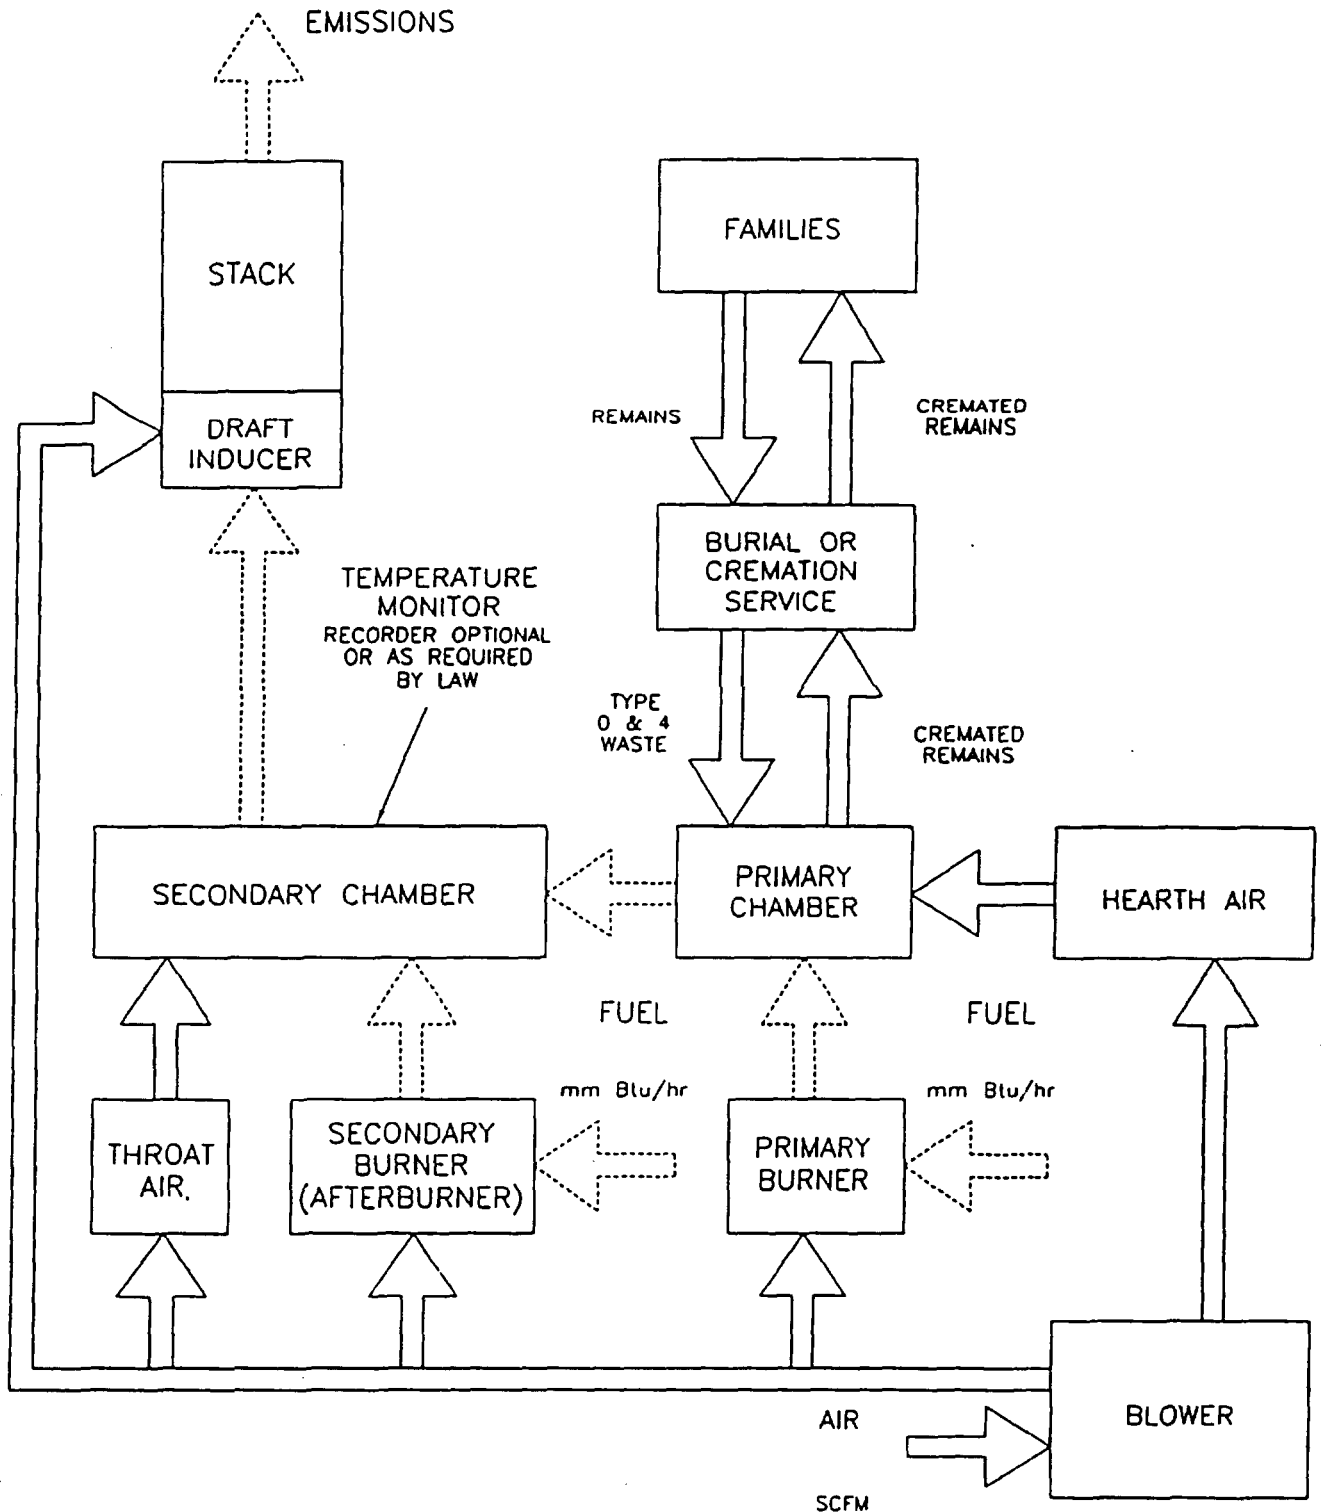 EMISSIONS
STACK
DRAFT
INDUCER
FAMILIES
REMAINS
CREMATED
REMAINS
BURIAL OR
CREMATION
SERVICE
TEMPERATURE
MONITOR
RECORDER OPTIONAL
OR AS REQUIRED
BY LAW
TYPE
0 & 4
WASTE
CREMATED
REMAINS
SECONDARY CHAMBER
PRIMARY
CHAMBER
HEARTH AIR
FUEL
FUEL
mm Btu/hr
mm Btu/hr
THROAT
AIR.
SECONDARY
BURNER
(AFTERBURNER)
PRIMARY
BURNER
BLOWER
AIR
SCFM